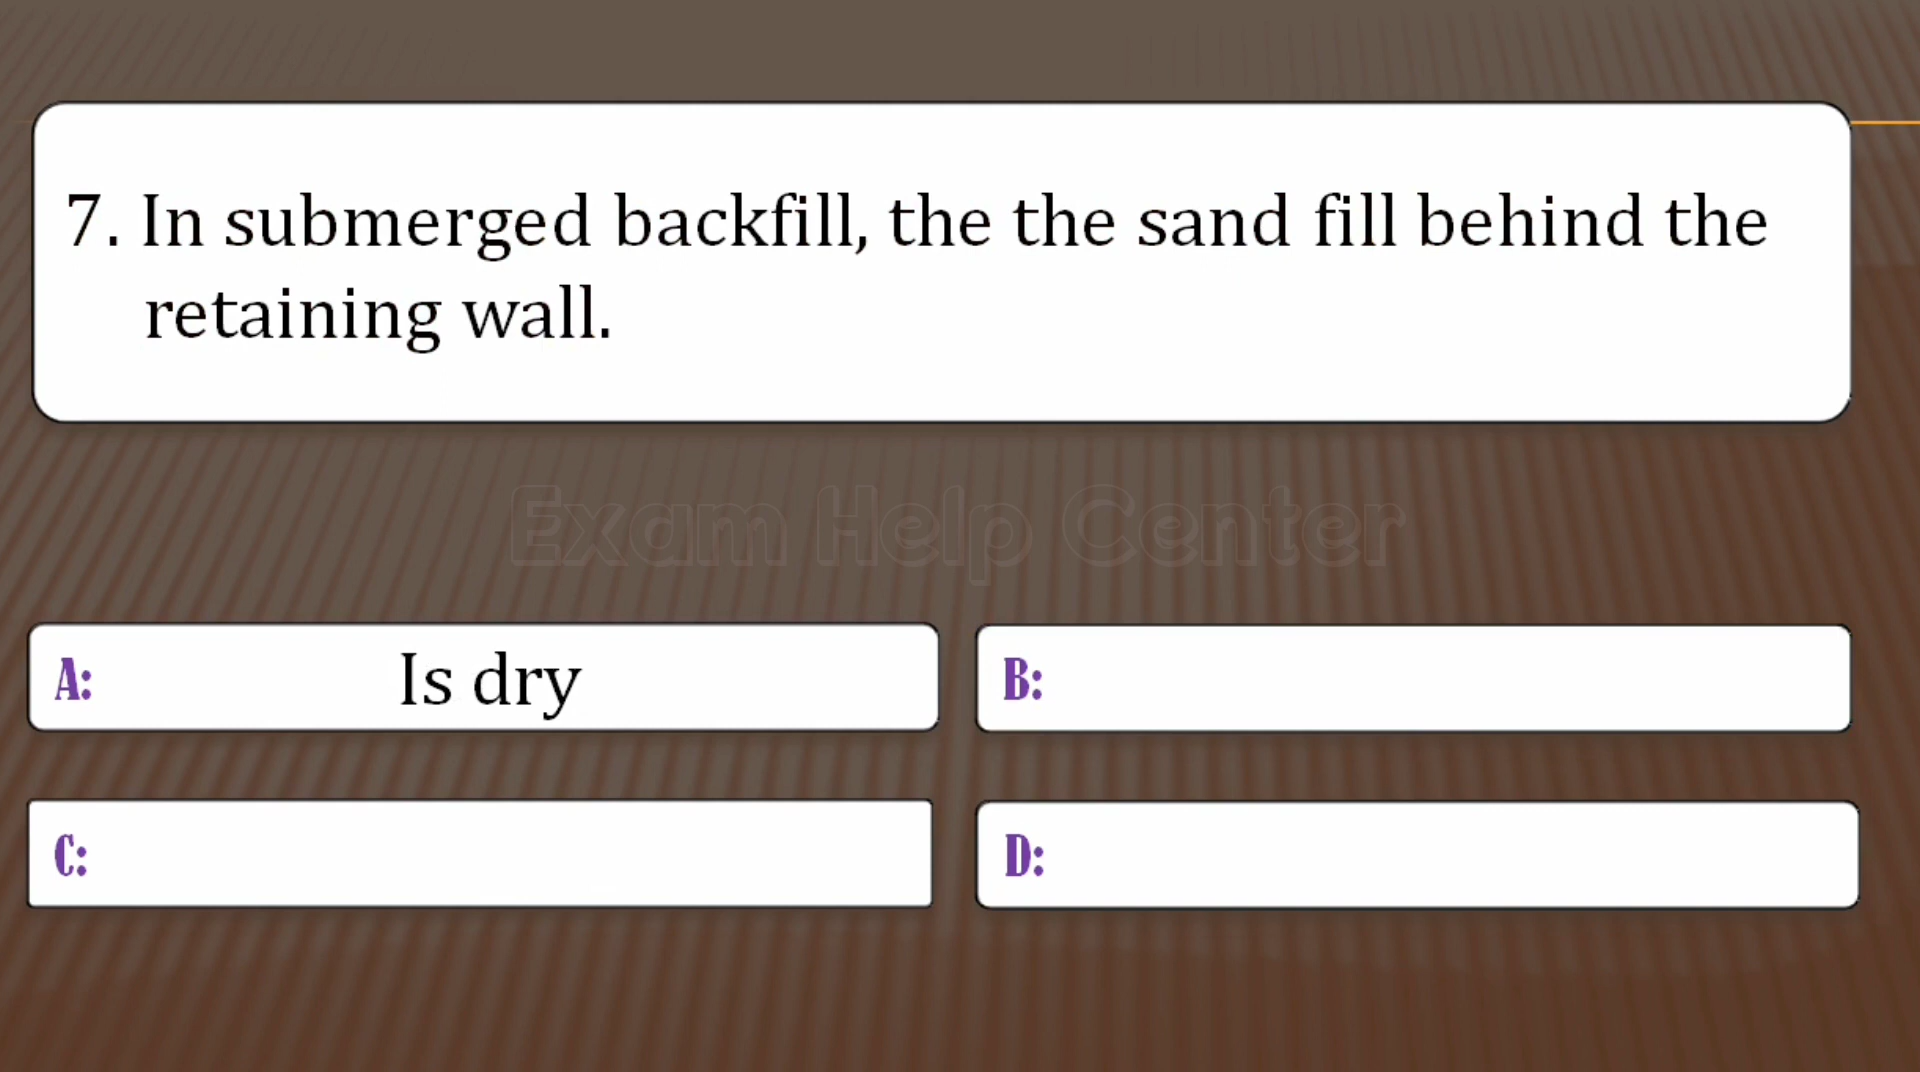 7. In submerged backfill, the the sand fill behind the
retaining wall.
Exam Help Center
A: Is dry
B:
C:
D: